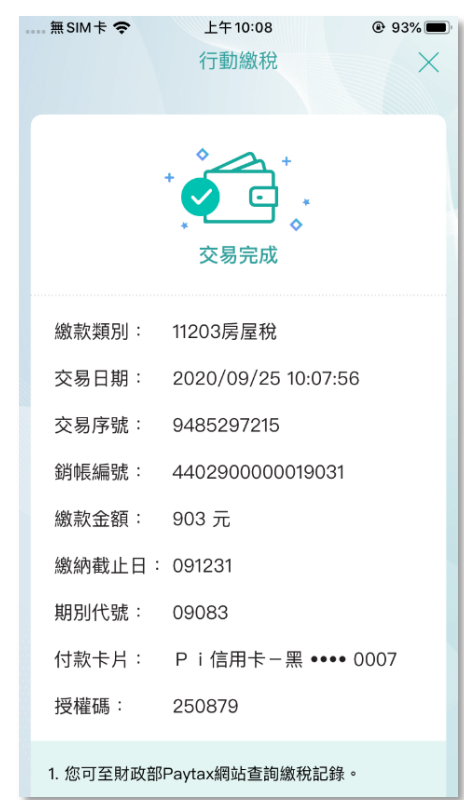 無 SIM卡 上午10:08 93%
行動繳稅
交易完成
繳款類別： 11203房屋稅
交易日期： 2020/09/25 10:07:56
交易序號： 9485297215
銷帳編號： 4402900000019031
繳款金額： 903 元
繳納截止日： 091231
期別代號： 09083
付款卡片： Ｐｉ信用卡－黑 •••• 0007
授權碼： 250879
1. 您可至財政部Paytax網站查詢繳稅記錄。